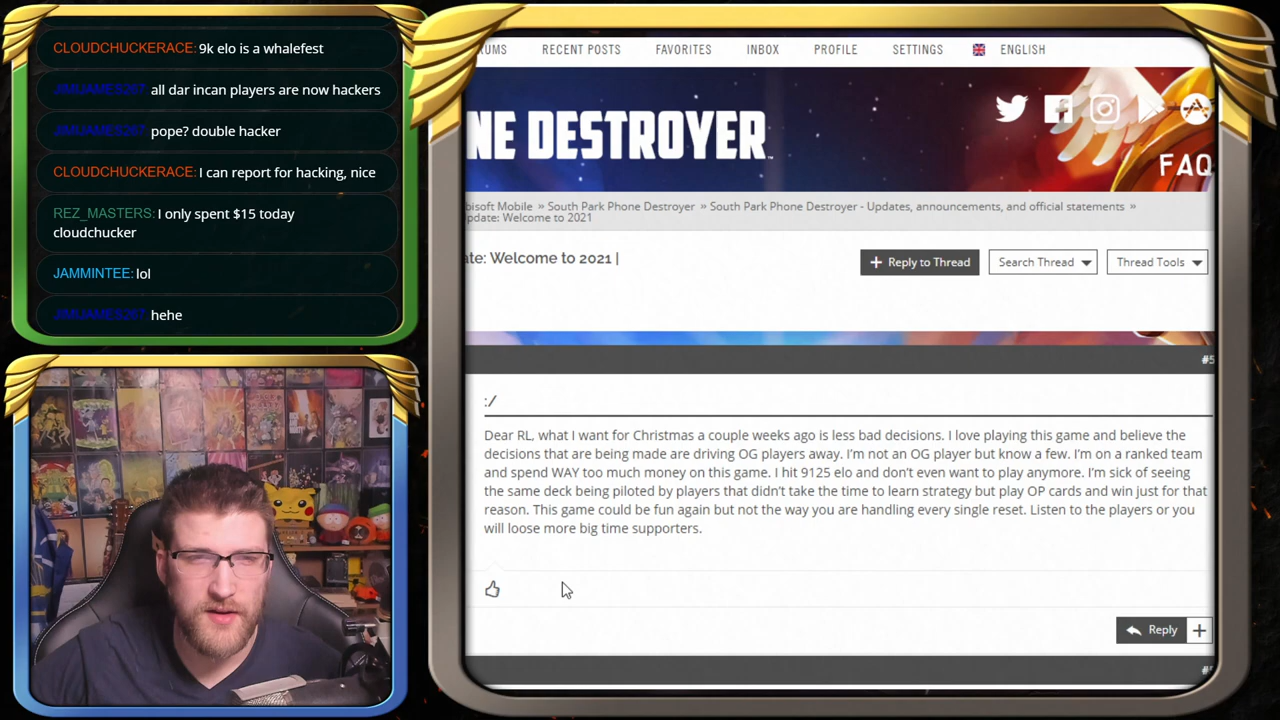 CLOUDCHUCKERACE: 9k elo is a whalefest
JIMIJAMES267: all dar incan players are now hackers
JIMIJAMES267: pope? double hacker
CLOUDCHUCKERACE: I can report for hacking, nice
REZ_MASTERS: I only spent $15 today
cloudchucker
JAMMINTEE: lol
JIMIJAMES267: hehe
UMS RECENT POSTS FAVORITES INBOX PROFILE SETTINGS ENGLISH
NE DESTROYER
FAQ
bisoft Mobile » South Park Phone Destroyer » South Park Phone Destroyer - Updates, announcements, and official statements »
pdate: Welcome to 2021
ate: Welcome to 2021 |
+ Reply to Thread
Search Thread
Thread Tools
#5
:/
Dear RL, what I want for Christmas a couple weeks ago is less bad decisions. I love playing this game and believe the
decisions that are being made are driving OG players away. I'm not an OG player but know a few. I'm on a ranked team
and spend WAY too much money on this game. I hit 9125 elo and don't even want to play anymore. I'm sick of seeing
the same deck being piloted by players that didn't take the time to learn strategy but play OP cards and win just for that
reason. This game could be fun again but not the way you are handling every single reset. Listen to the players or you
will loose more big time supporters.
Reply +